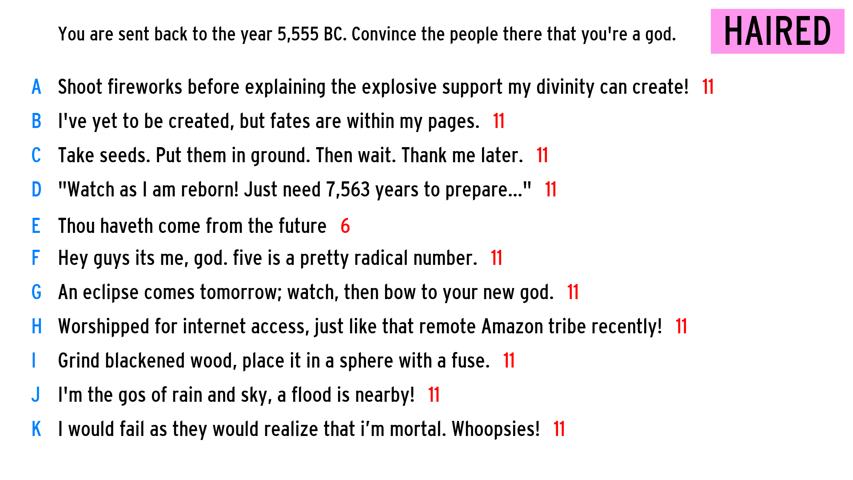 You are sent back to the year 5,555 BC. Convince the people there that you're a god.
HAIRED
A Shoot fireworks before explaining the explosive support my divinity can create! 11
B I've yet to be created, but fates are within my pages. 11
C Take seeds. Put them in ground. Then wait. Thank me later. 11
D "Watch as I am reborn! Just need 7,563 years to prepare..." 11
E Thou haveth come from the future 6
F Hey guys its me, god. five is a pretty radical number. 11
G An eclipse comes tomorrow; watch, then bow to your new god. 11
H Worshipped for internet access, just like that remote Amazon tribe recently! 11
I Grind blackened wood, place it in a sphere with a fuse. 11
J I'm the gos of rain and sky, a flood is nearby! 11
K I would fail as they would realize that i’m mortal. Whoopsies! 11